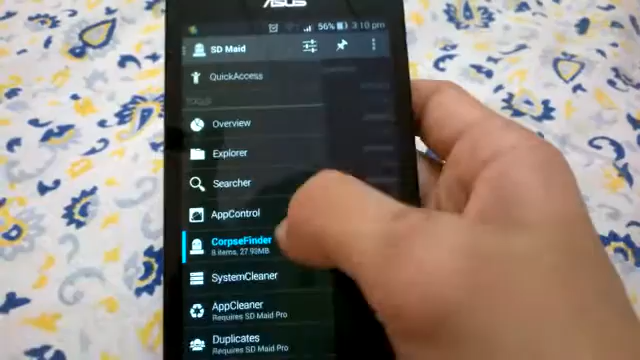 ASUS
56% 3:10 pm
SD Maid
QuickAccess
TOOLS
Overview
Explorer
Searcher
AppControl
CorpseFinder
8 items, 27.93MB
SystemCleaner
AppCleaner
Requires SD Maid Pro
Duplicates
Requires SD Maid Pro